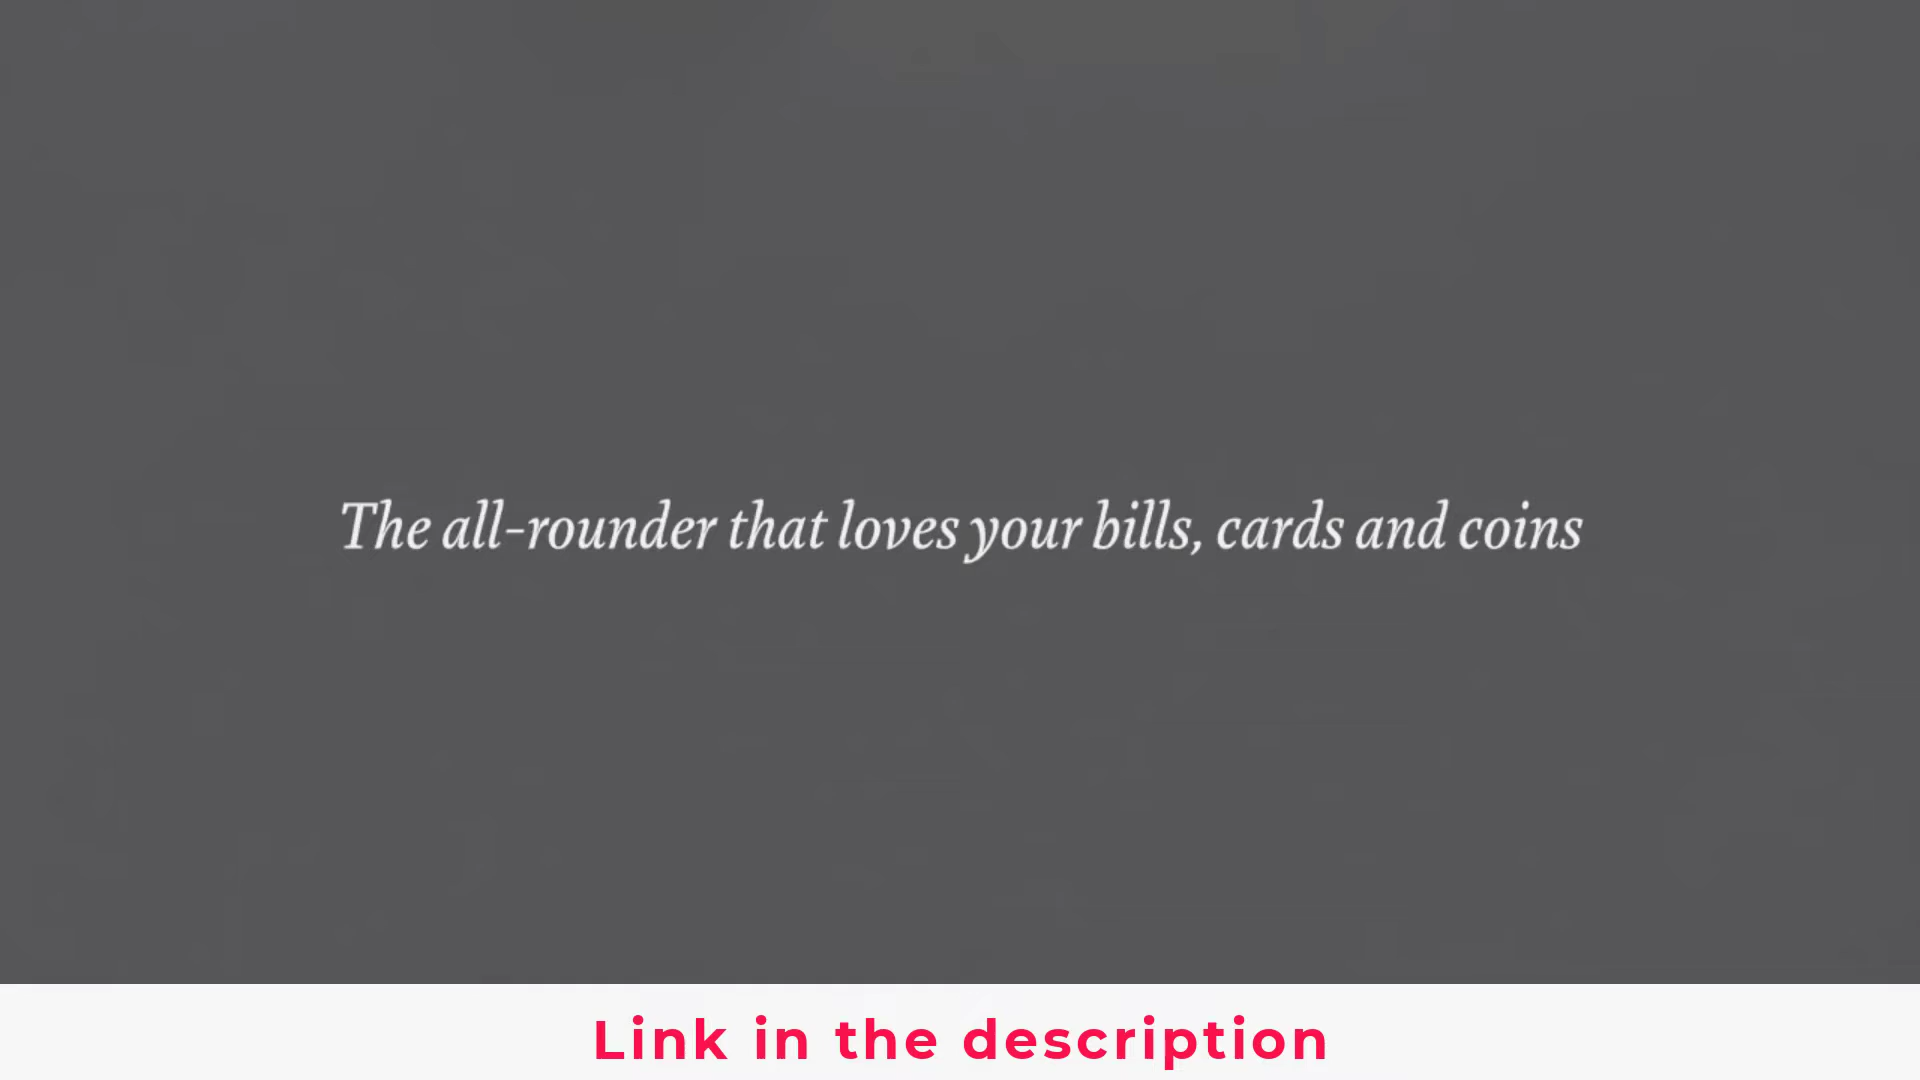 The all-rounder that loves your bills, cards and coins
Link in the description